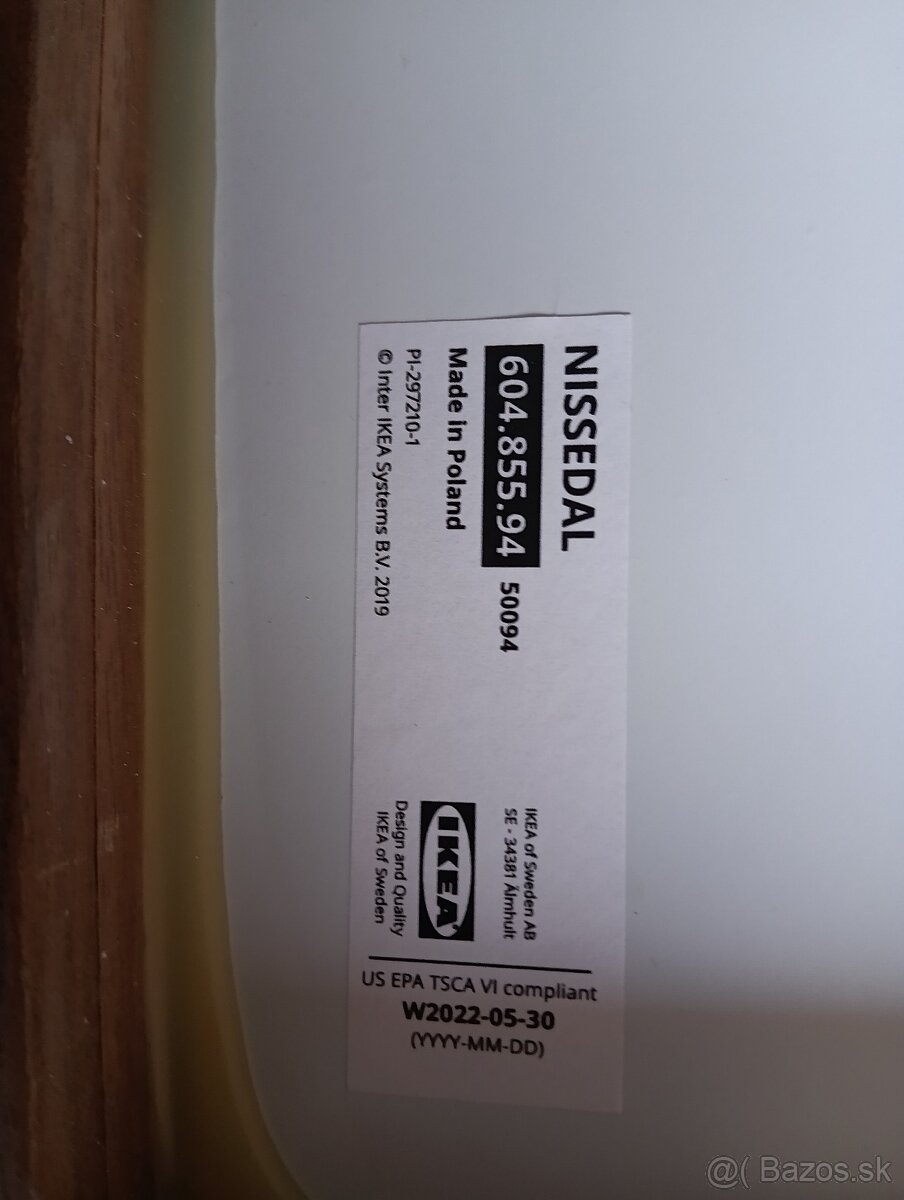 NISSEDAL
604.855.94 50094
Made in Poland
PI-297210-1
© Inter IKEA Systems B.V. 2019
IKEA of Sweden AB
SE - 34381 Älmhult
IKEA
Design and Quality
IKEA of Sweden
US EPA TSCA VI compliant
W2022-05-30
(YYYY-MM-DD)
@( Bazos.sk